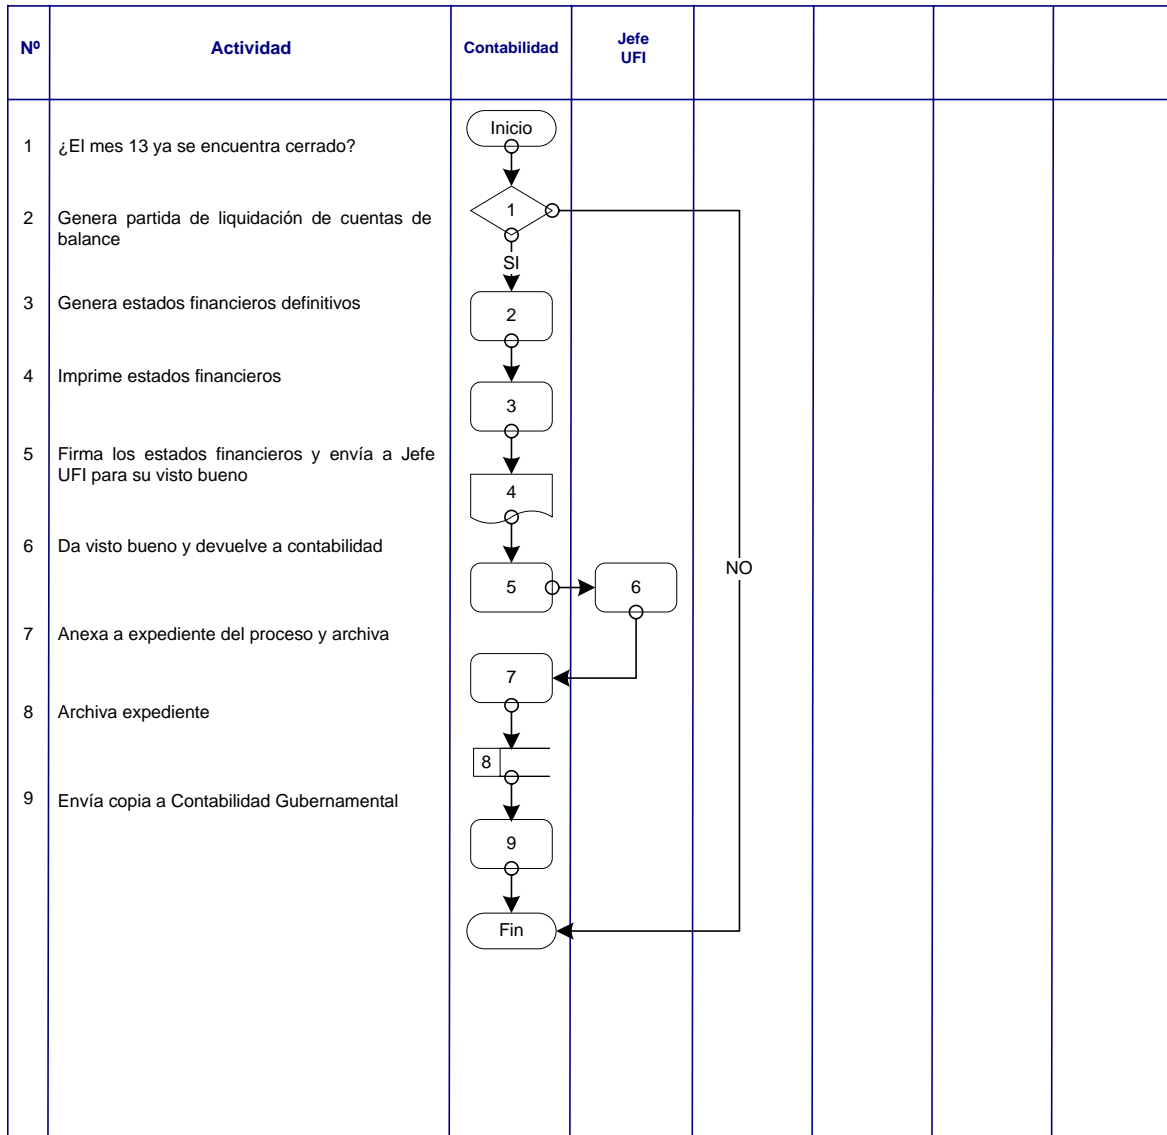 Nº
Actividad
Contabilidad
Jefe
UFI
1
¿El mes 13 ya se encuentra cerrado?
2
Genera partida de liquidación de cuentas de
balance
3
Genera estados financieros definitivos
4
Imprime estados financieros
5
Firma los estados financieros y envía a Jefe
UFI para su visto bueno
6
Da visto bueno y devuelve a contabilidad
7
Anexa a expediente del proceso y archiva
8
Archiva expediente
9
Envía copia a Contabilidad Gubernamental
Inicio
1
SI
2
3
4
5
6
NO
7
8
9
Fin